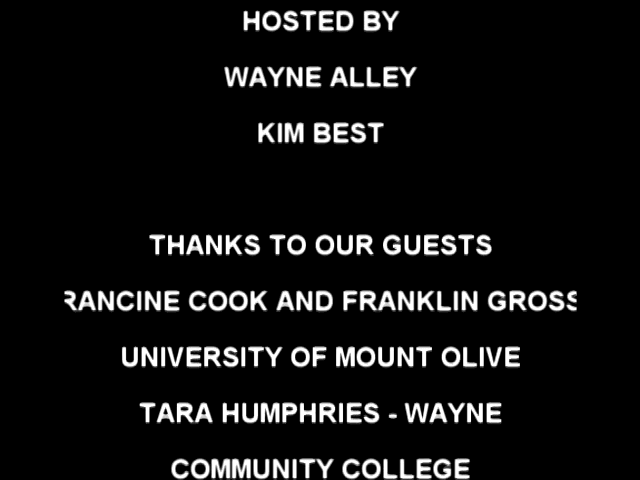 HOSTED BY
WAYNE ALLEY
KIM BEST
THANKS TO OUR GUESTS
RANCINE COOK AND FRANKLIN GROSS
UNIVERSITY OF MOUNT OLIVE
TARA HUMPHRIES - WAYNE
COMMUNITY COLLEGE